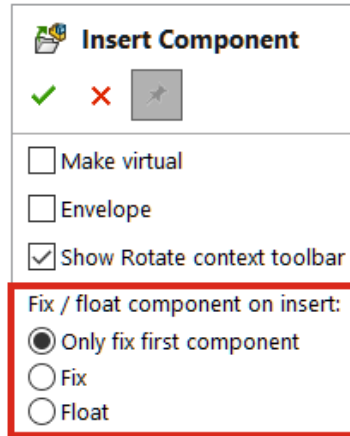 Insert Component
Make virtual
Envelope
Show Rotate context toolbar
Fix / float component on insert:
Only fix first component
Fix
Float